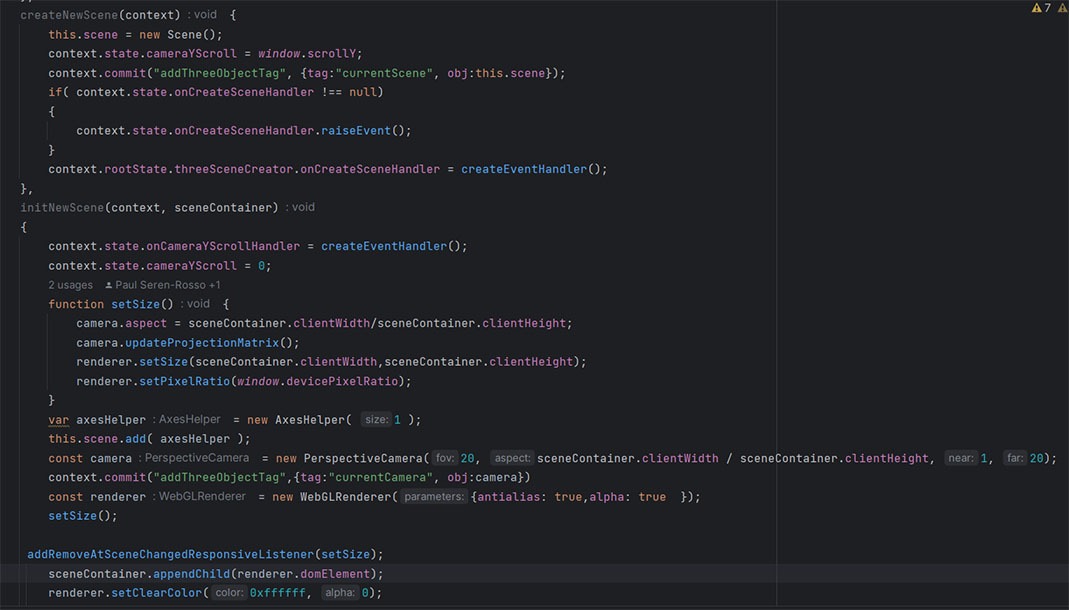 createNewScene(context) : void {
this.scene = new Scene();
context.state.cameraYScroll = window.scrollY;
context.commit("addThreeObjectTag", {tag:"currentScene", obj:this.scene});
if( context.state.onCreateSceneHandler !== null)
{
context.state.onCreateSceneHandler.raiseEvent();
}
context.rootState.threeSceneCreator.onCreateSceneHandler = createEventHandler();
},
initNewScene(context, sceneContainer) : void
{
context.state.onCameraYScrollHandler = createEventHandler();
context.state.cameraYScroll = 0;
2 usages Paul Seren-Rosso +1
function setSize() : void {
camera.aspect = sceneContainer.clientWidth/sceneContainer.clientHeight;
camera.updateProjectionMatrix();
renderer.setSize(sceneContainer.clientWidth,sceneContainer.clientHeight);
renderer.setPixelRatio(window.devicePixelRatio);
}
var axesHelper : AxesHelper = new AxesHelper( size: 1 );
this.scene.add( axesHelper );
const camera : PerspectiveCamera = new PerspectiveCamera( fov: 20, aspect: sceneContainer.clientWidth / sceneContainer.clientHeight, near: 1, far: 20);
context.commit("addThreeObjectTag",{tag:"currentCamera", obj:camera})
const renderer : WebGLRenderer = new WebGLRenderer( parameters: {antialias: true,alpha: true });
setSize();
addRemoveAtSceneChangedResponsiveListener(setSize);
sceneContainer.appendChild(renderer.domElement);
renderer.setClearColor( color: 0xffffff, alpha: 0);
7